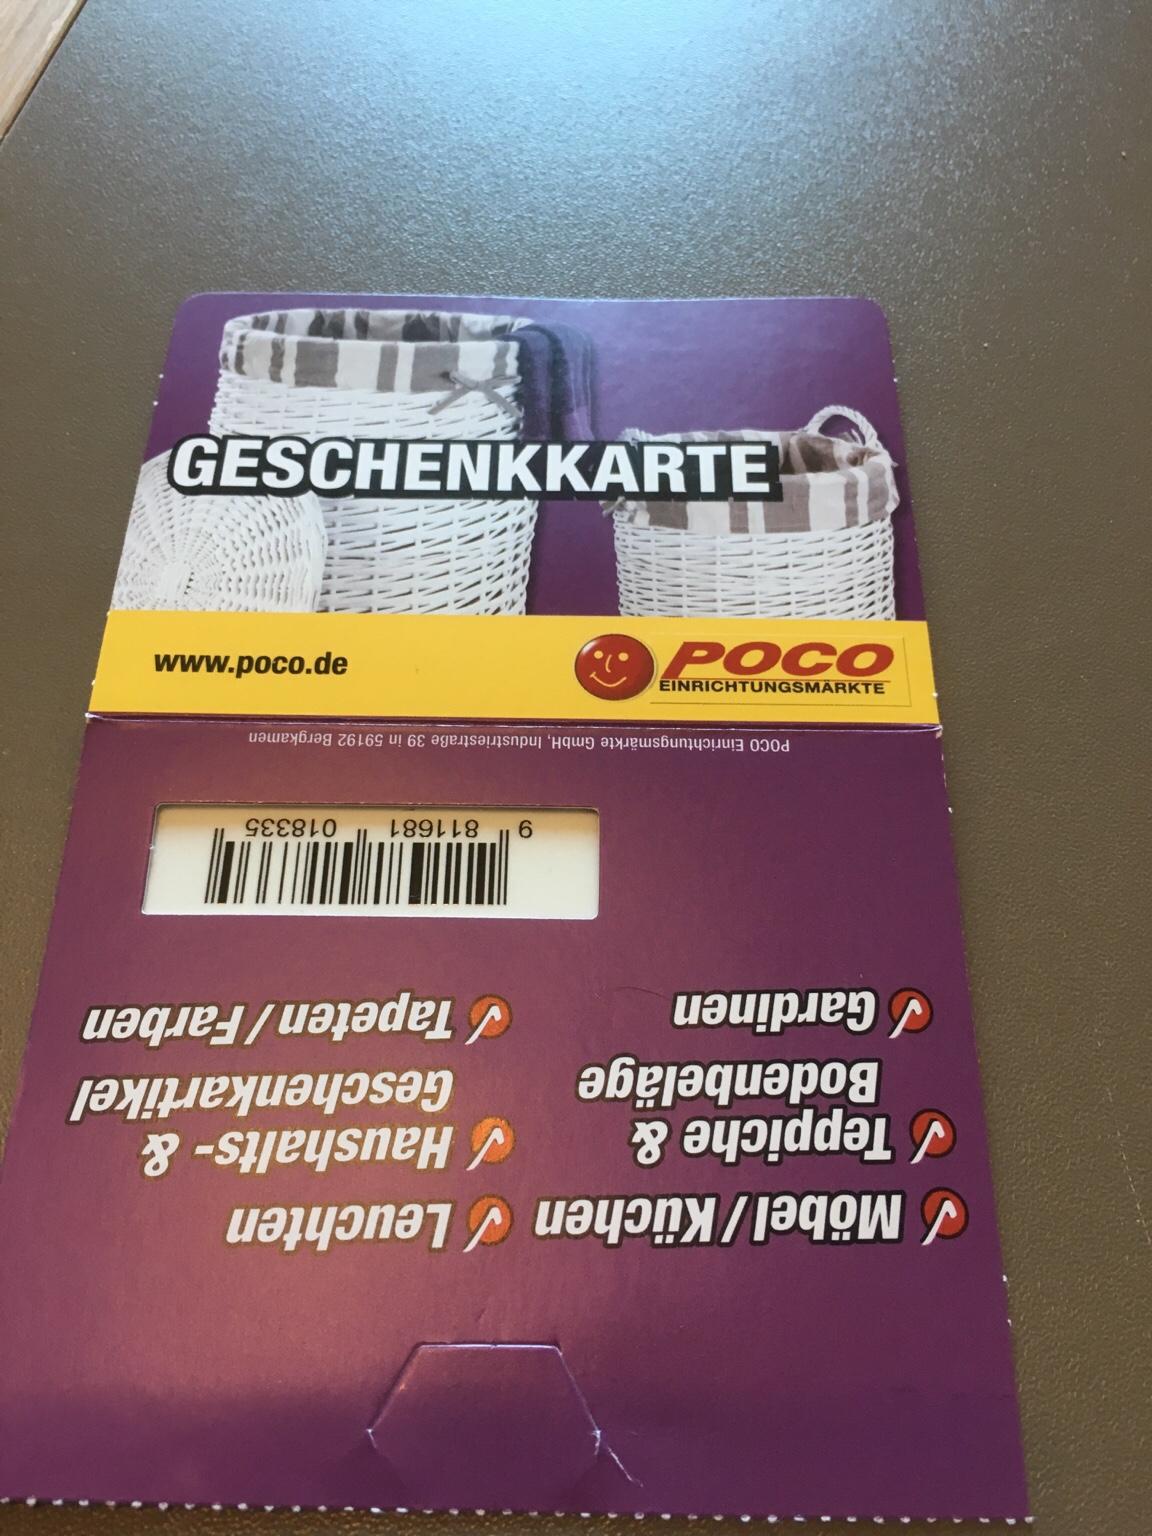 GESCHENKKARTE
www.poco.de
POCO
EINRICHTUNGSMÄRKTE
Möbel/Küchen
Teppiche &
Bodenbeläge
Gardinen
Leuchten
Haushalts- &
Geschenkartikel
Tapeten/Farben
9 811681 018335
POCO Einrichtungsmärkte GmbH, Industriestraße 39 in 59192 Bergkamen